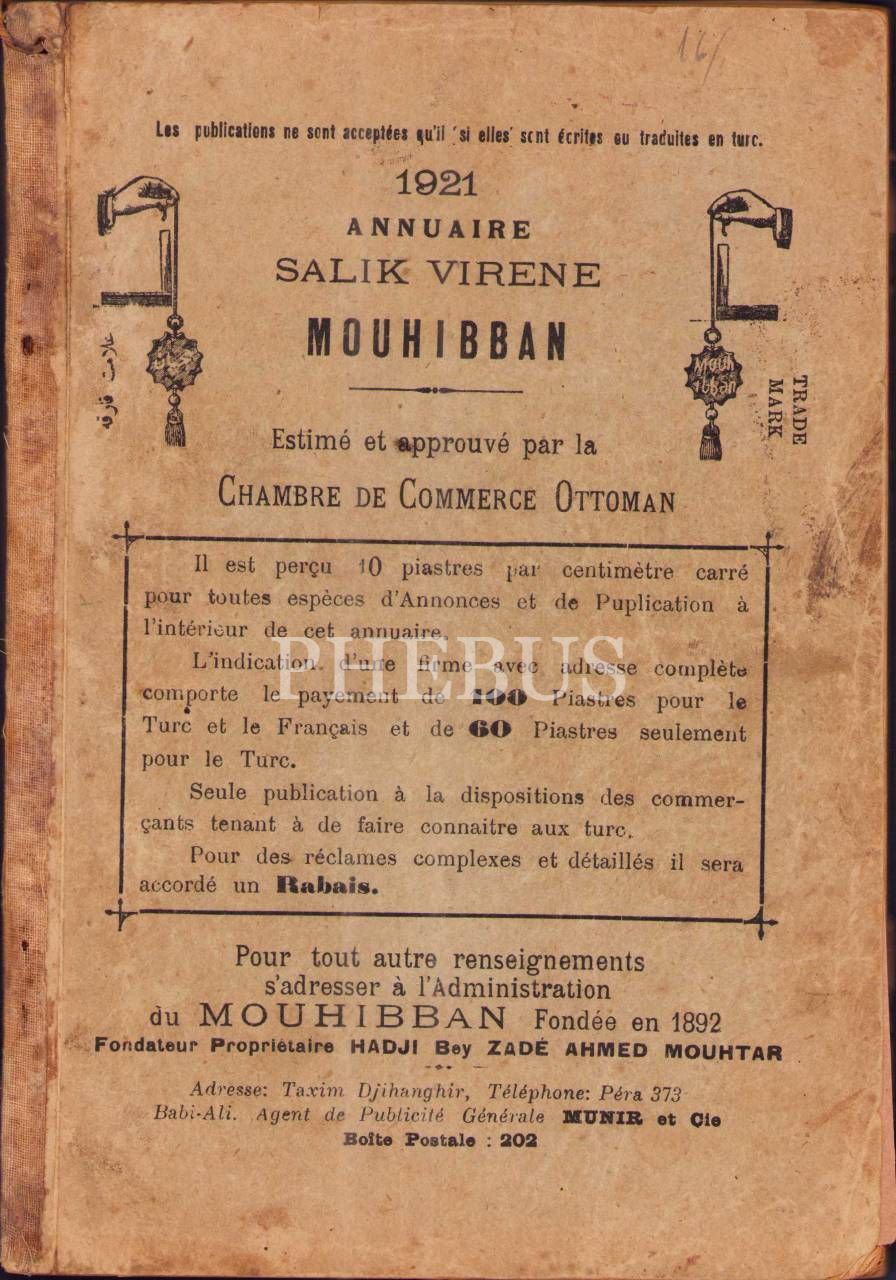 16/
Les publications ne sont acceptées qu'il 'si elles' sont écrites ou traduites en turc.
1921
ANNUAIRE
SALIK VIRENE
MOUHIBBAN
علامت فارقه
Mouhibban
TRADE
MARK
Estimé et approuvé par la
CHAMBRE DE COMMERCE OTTOMAN
Il est perçu 10 piastres par centimètre carré
pour toutes espèces d'Annonces et de Puplication à
l'intérieur de cet annuaire.
L'indication d'une firme avec adresse complète
comporte le payement de 100 Piastres pour le
Turc et le Français et de 60 Piastres seulement
pour le Turc.
Seule publication à la dispositions des commer-
çants tenant à de faire connaitre aux turc.
Pour des réclames complexes et détaillés il sera
accordé un Rabais.
PHEBUS
Pour tout autre renseignements
s'adresser à l'Administration
du MOUHIBBAN Fondée en 1892
Fondateur Propriétaire HADJI Bey ZADÉ AHMED MOUHTAR
Adresse: Taxim Djihanghir, Téléphone: Péra 373
Babi-Ali. Agent de Publicité Générale MUNIR et Cie
Boîte Postale : 202